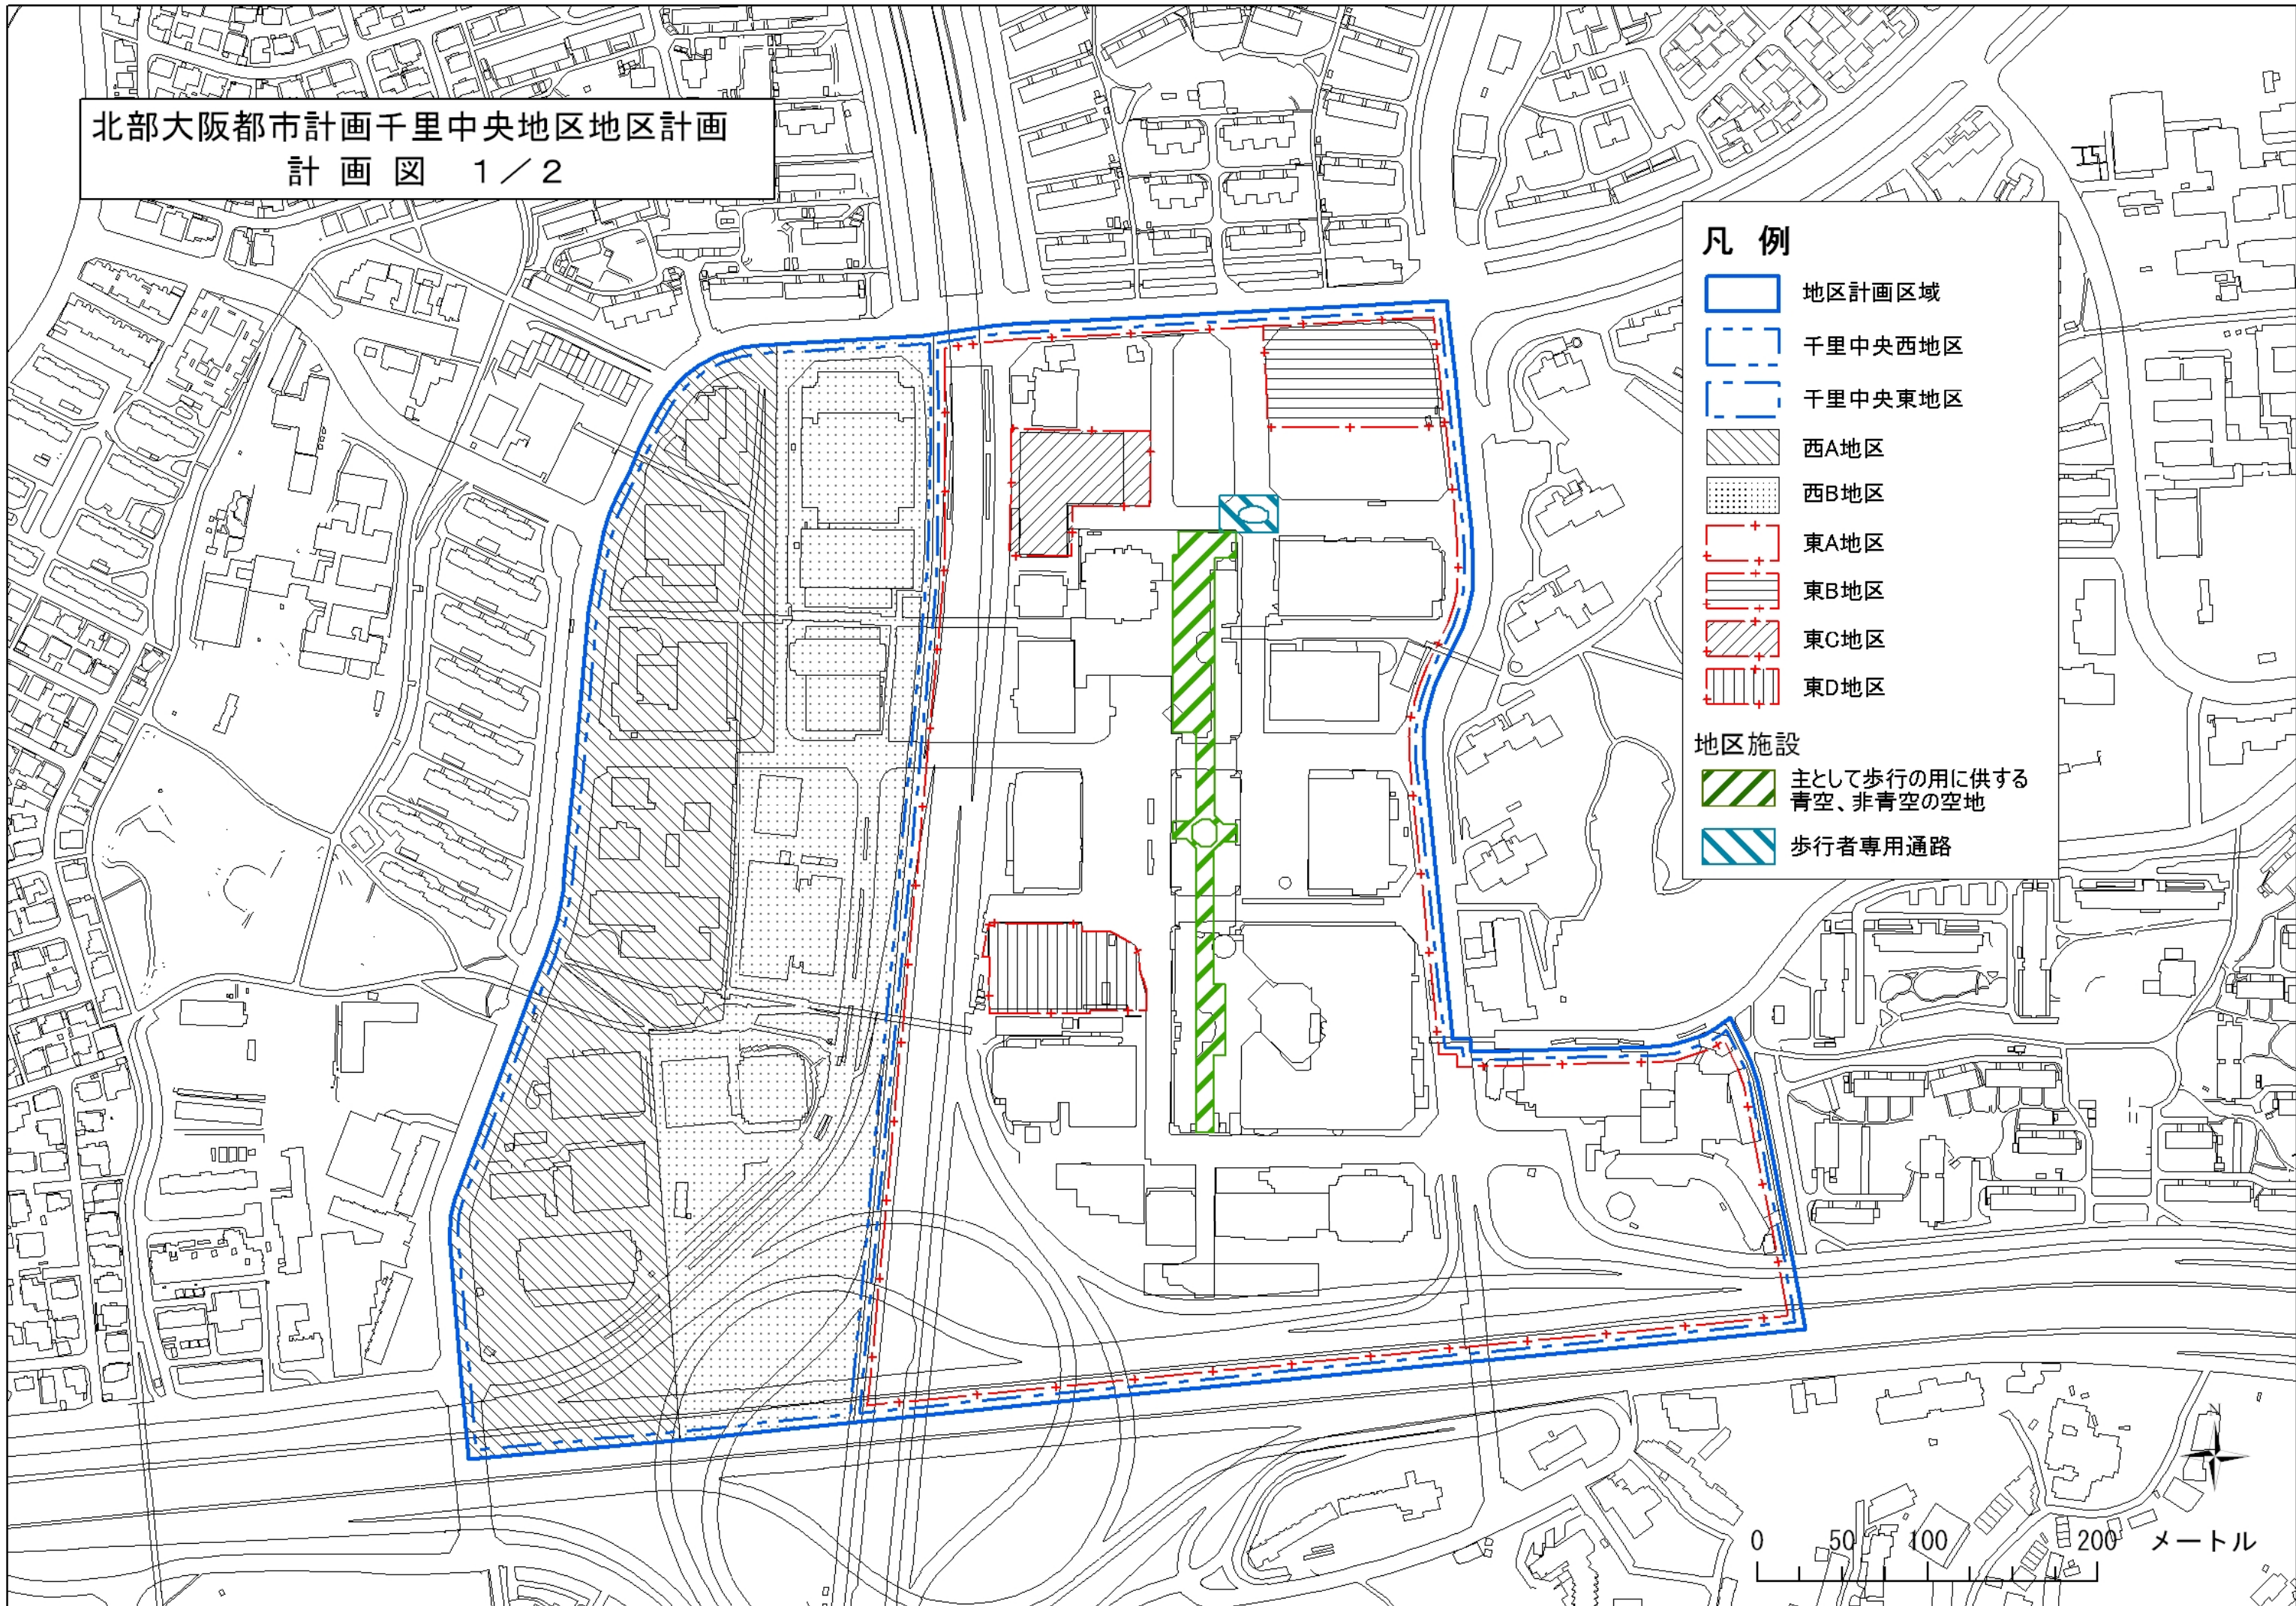 北部大阪都市計画千里中央地区地区計画
計 画 図 1／2
凡 例
地区計画区域
千里中央西地区
千里中央東地区
西A地区
西B地区
東A地区
東B地区
東C地区
東D地区
地区施設
主として歩行の用に供する
青空、非青空の空地
歩行者専用通路
N
0 50 100 200 メートル